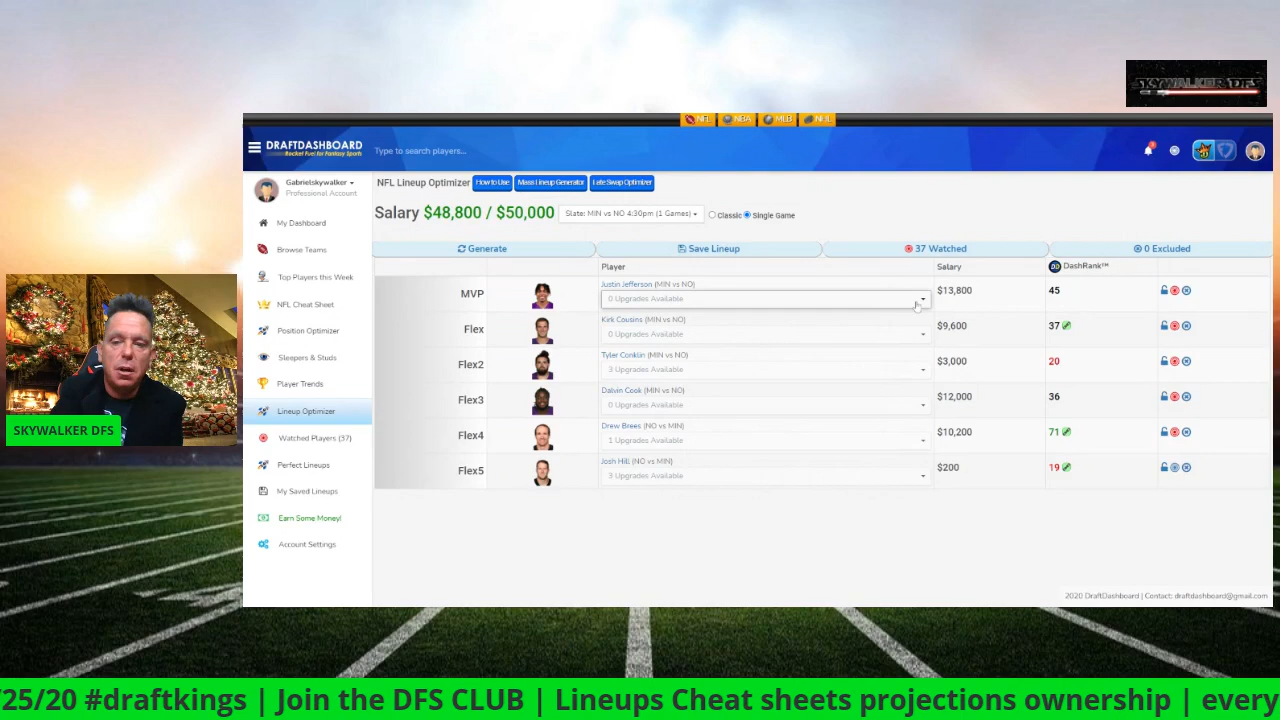 SKYWALKER DFS
NFL NBA MLB NHL
DRAFTDASHBOARD
Rocket Fuel for Fantasy Sports
Type to search players...
Gabrielskywalker
Professional Account
My Dashboard
Browse Teams
Top Players this Week
NFL Cheat Sheet
Position Optimizer
Sleepers & Studs
Player Trends
Lineup Optimizer
Watched Players (37)
Perfect Lineups
My Saved Lineups
Earn Some Money!
Account Settings
NFL Lineup Optimizer How to Use Mass Lineup Generator Late Swap Optimizer
Salary $48,800 / $50,000 Slate: MIN vs NO 4:30pm (1 Games) Classic Single Game
Generate Save Lineup 37 Watched 0 Excluded
Player Salary DD DashRank™
MVP Justin Jefferson (MIN vs NO) $13,800 45
0 Upgrades Available
Flex Kirk Cousins (MIN vs NO) $9,600 37
0 Upgrades Available
Flex2 Tyler Conklin (MIN vs NO) $3,000 20
3 Upgrades Available
Flex3 Dalvin Cook (MIN vs NO) $12,000 36
0 Upgrades Available
Flex4 Drew Brees (NO vs MIN) $10,200 71
1 Upgrades Available
Flex5 Josh Hill (NO vs MIN) $200 19
3 Upgrades Available
2020 DraftDashboard | Contact: draftdashboard@gmail.com
SKYWALKER DFS
/25/20 #draftkings | Join the DFS CLUB | Lineups Cheat sheets projections ownership | every